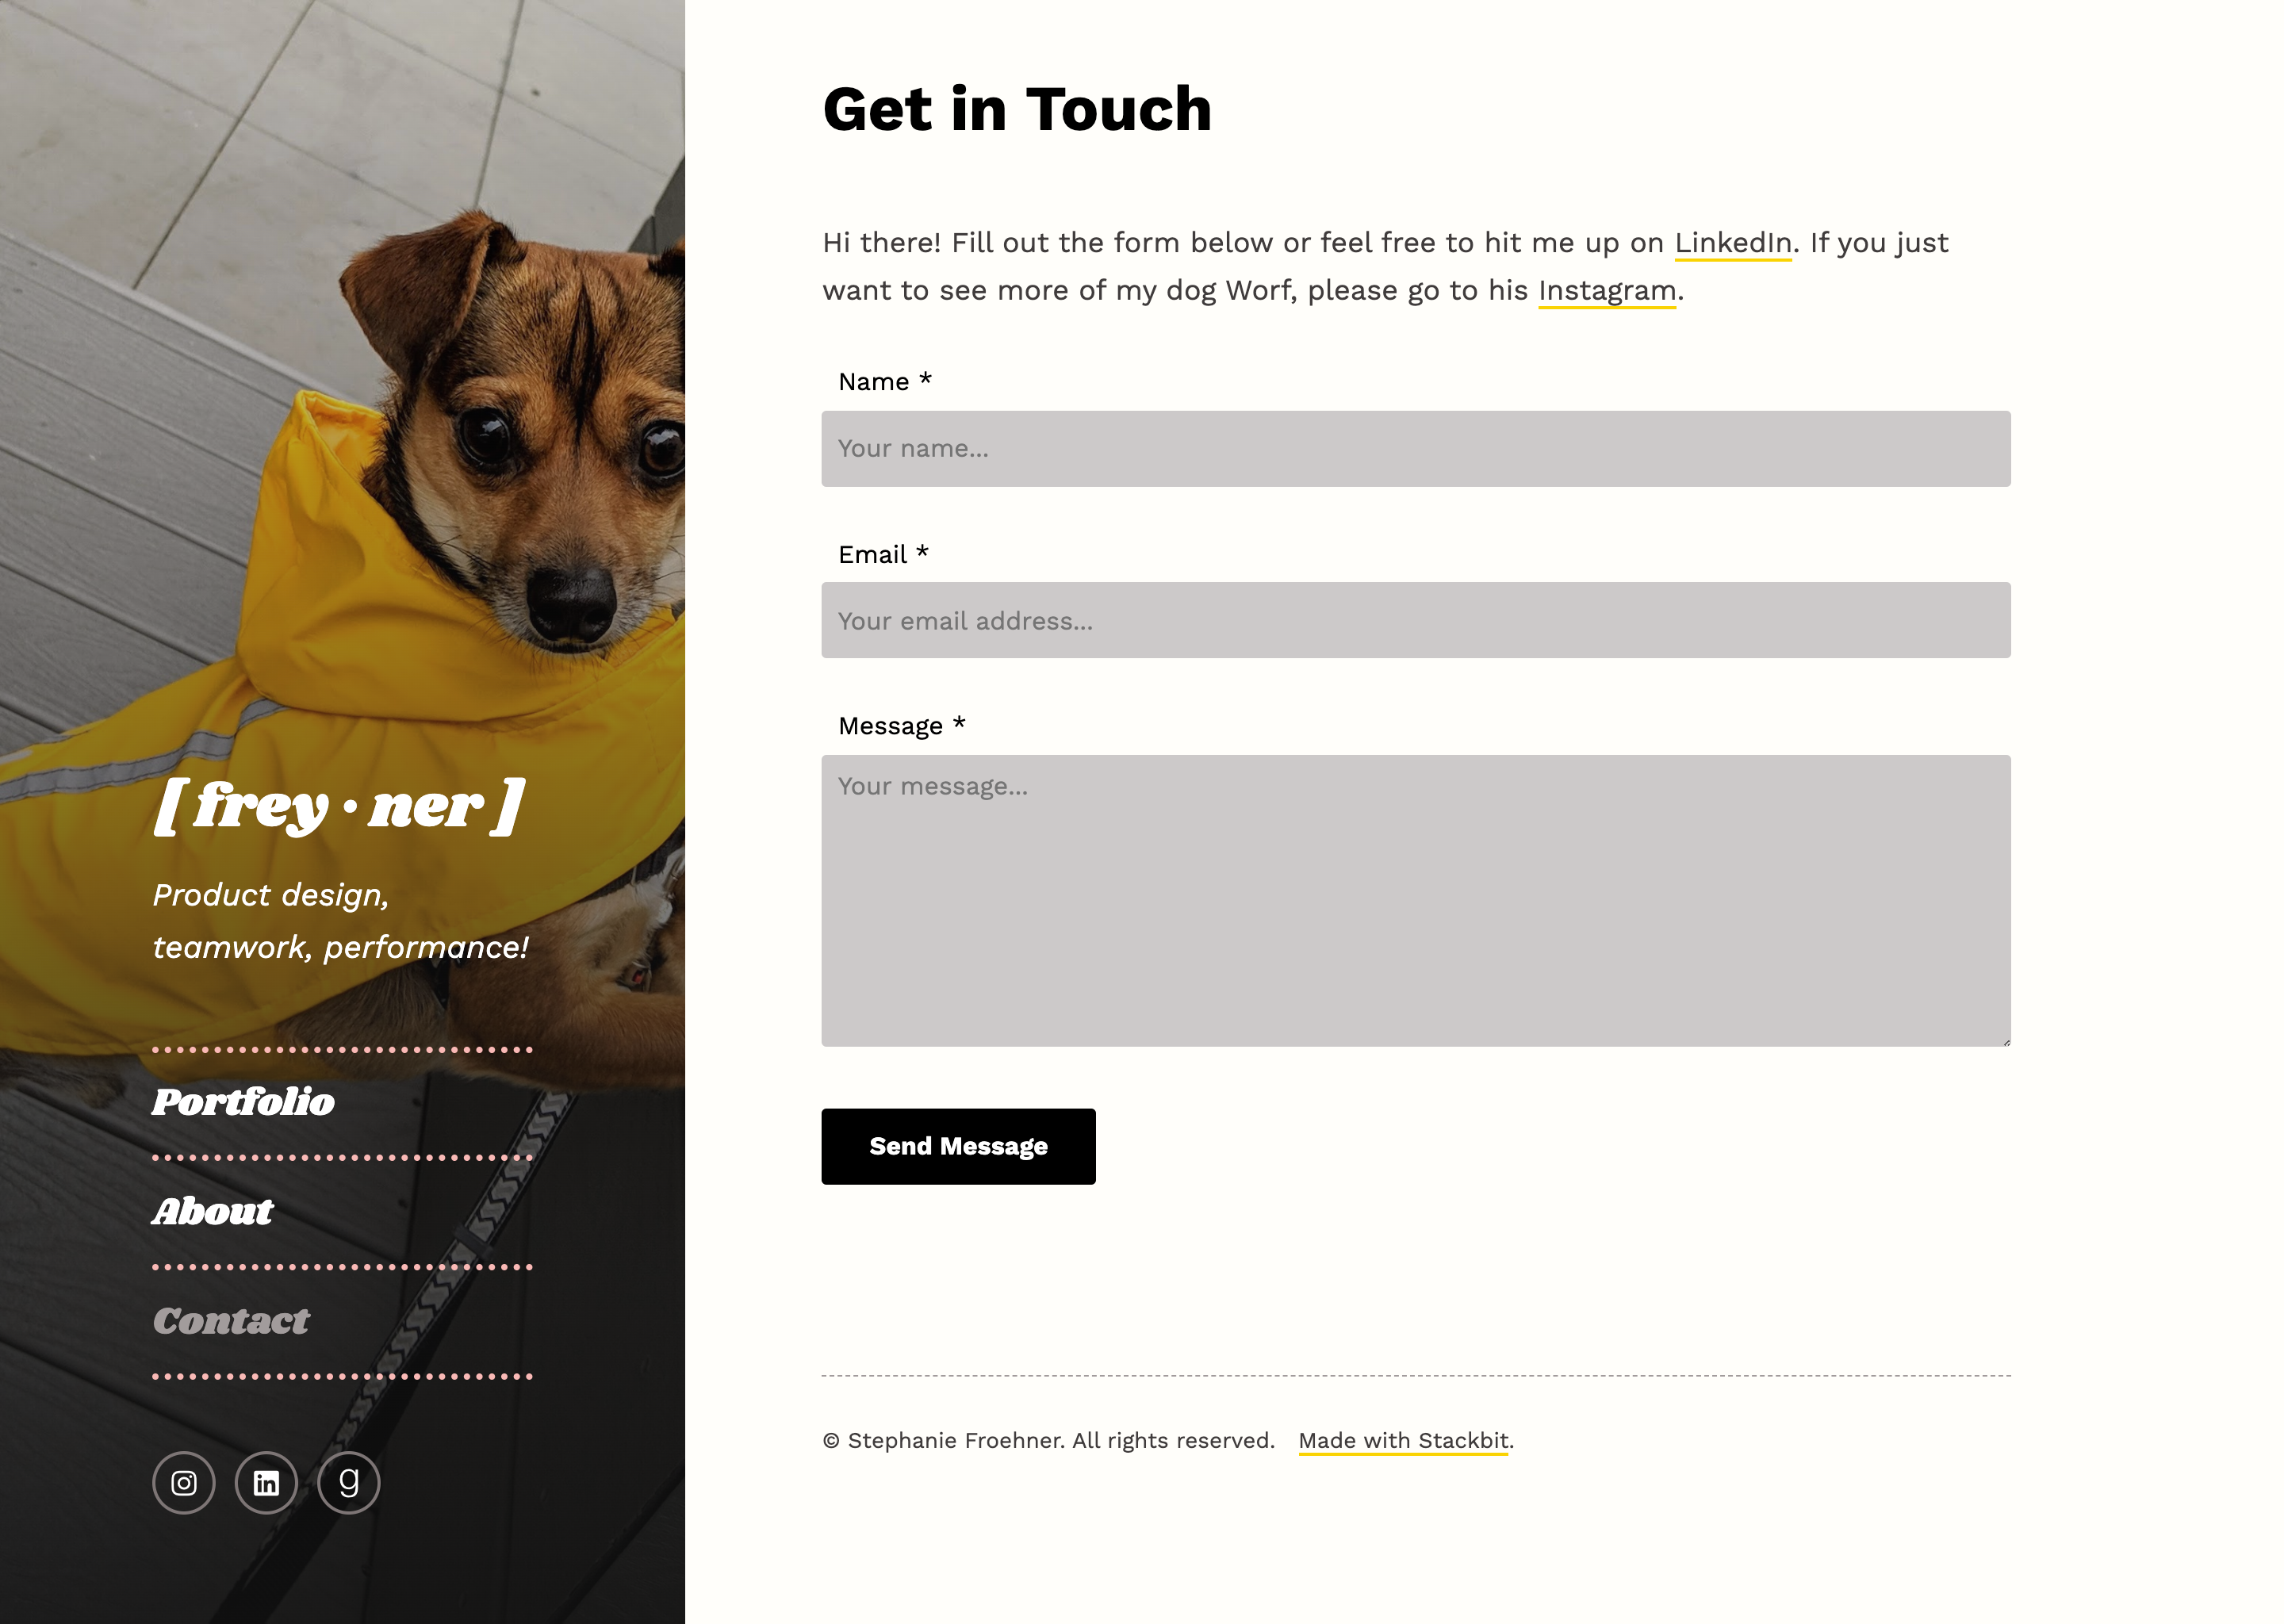 [ frey · ner ]
Product design,
teamwork, performance!
Portfolio
About
Contact
Get in Touch
Hi there! Fill out the form below or feel free to hit me up on LinkedIn. If you just
want to see more of my dog Worf, please go to his Instagram.
Name *
Your name...
Email *
Your email address...
Message *
Your message...
Send Message
© Stephanie Froehner. All rights reserved. Made with Stackbit.